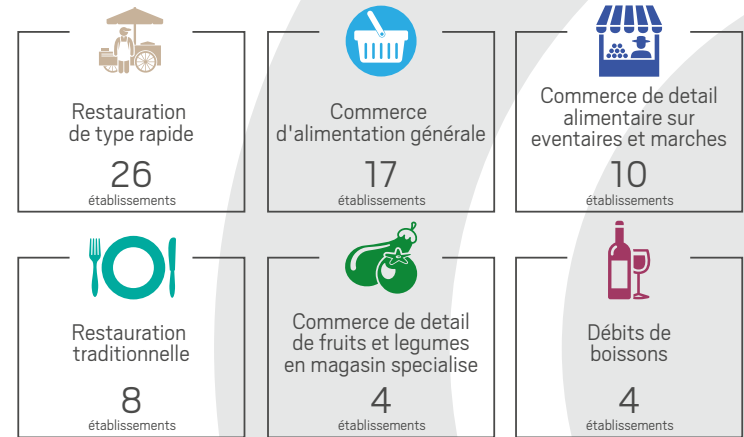 Restauration
de type rapide
26
établissements
Commerce
d'alimentation générale
17
établissements
Commerce de detail
alimentaire sur
eventaires et marches
10
établissements
Restauration
traditionnelle
8
établissements
Commerce de detail
de fruits et legumes
en magasin specialise
4
établissements
Débits de
boissons
4
établissements